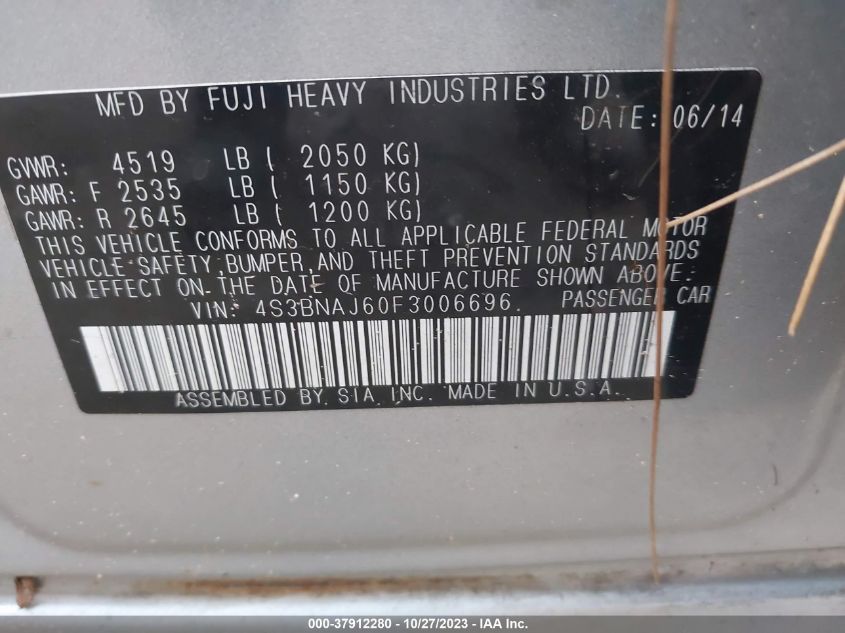 MFD BY FUJI HEAVY INDUSTRIES LTD.
DATE: 06/14
GVWR: 4519 LB ( 2050 KG)
GAWR: F 2535 LB ( 1150 KG)
GAWR: R 2645 LB ( 1200 KG)
THIS VEHICLE CONFORMS TO ALL APPLICABLE FEDERAL MOTOR
VEHICLE SAFETY, BUMPER, AND THEFT PREVENTION STANDARDS
IN EFFECT ON THE DATE OF MANUFACTURE SHOWN ABOVE.
VIN: 4S3BNAJ60F3006696 PASSENGER CAR
ASSEMBLED BY SIA, INC. MADE IN U.S.A.
000-37912280 - 10/27/2023 - IAA Inc.